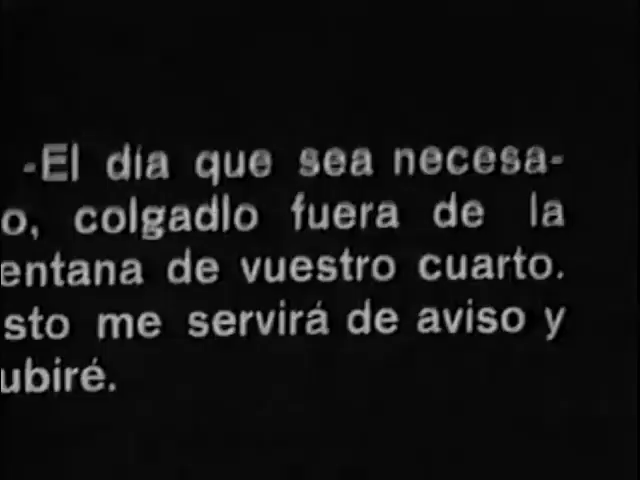 -El día que sea necesa-
o, colgadlo fuera de la
entana de vuestro cuarto.
sto me servirá de aviso y
ubiré.